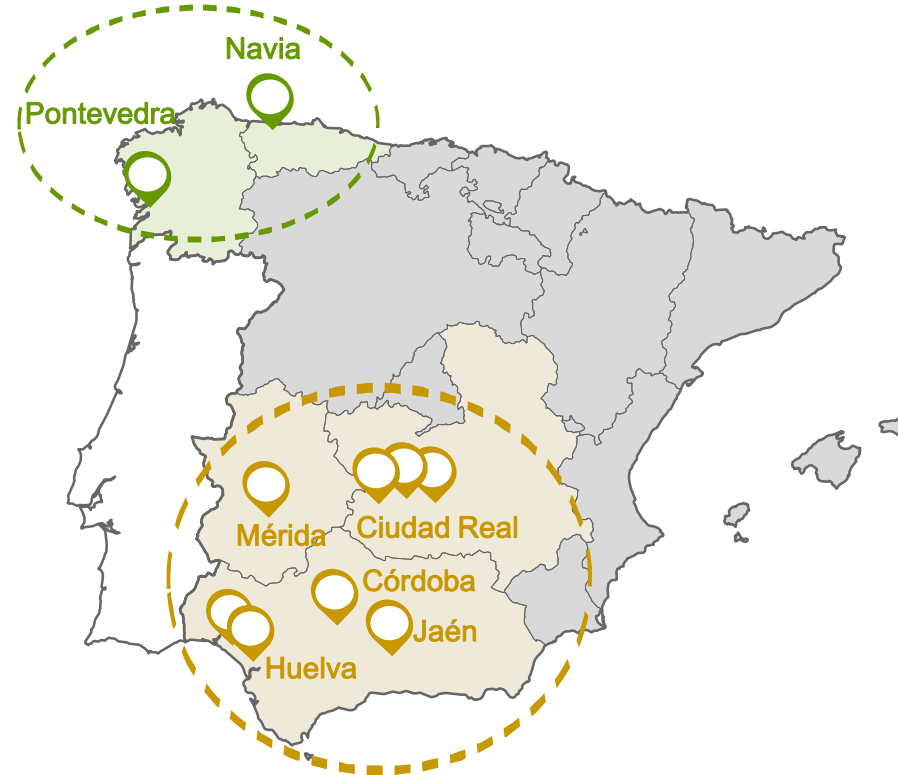 Navia
Pontevedra
Mérida
Ciudad Real
Córdoba
Jaén
Huelva